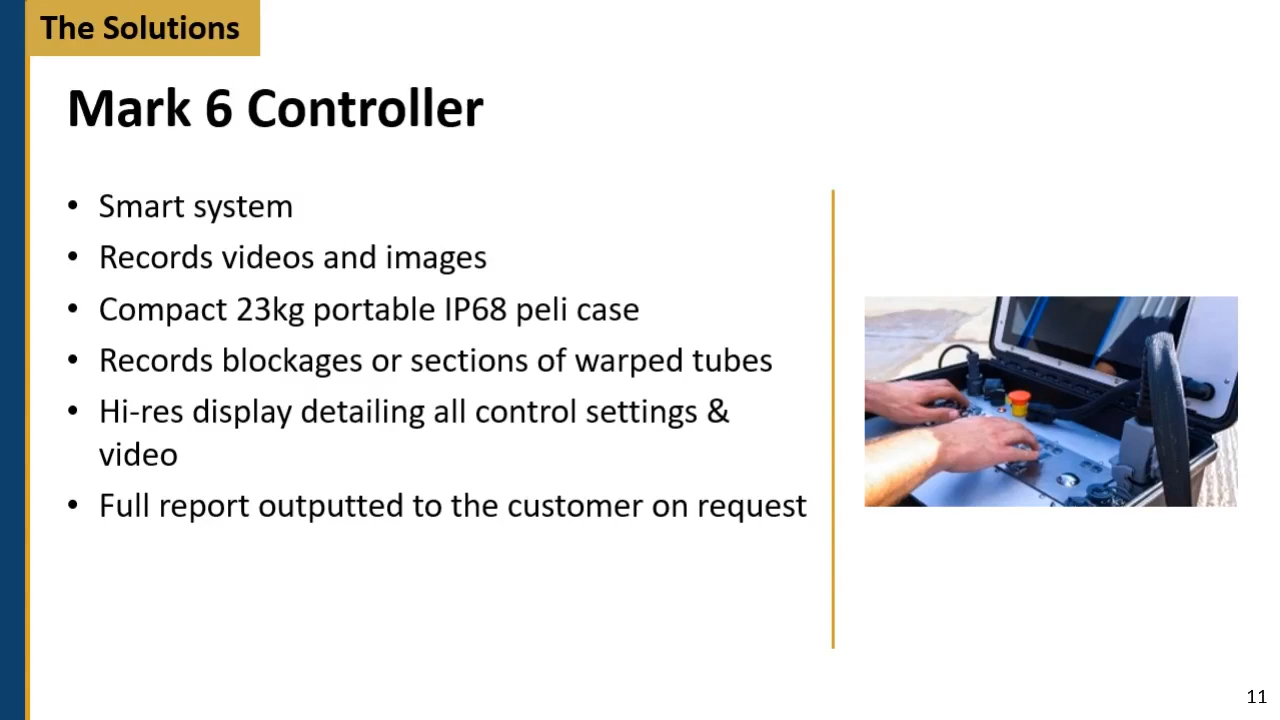 The Solutions
Mark 6 Controller
• Smart system
• Records videos and images
• Compact 23kg portable IP68 peli case
• Records blockages or sections of warped tubes
• Hi-res display detailing all control settings &
video
• Full report outputted to the customer on request
11